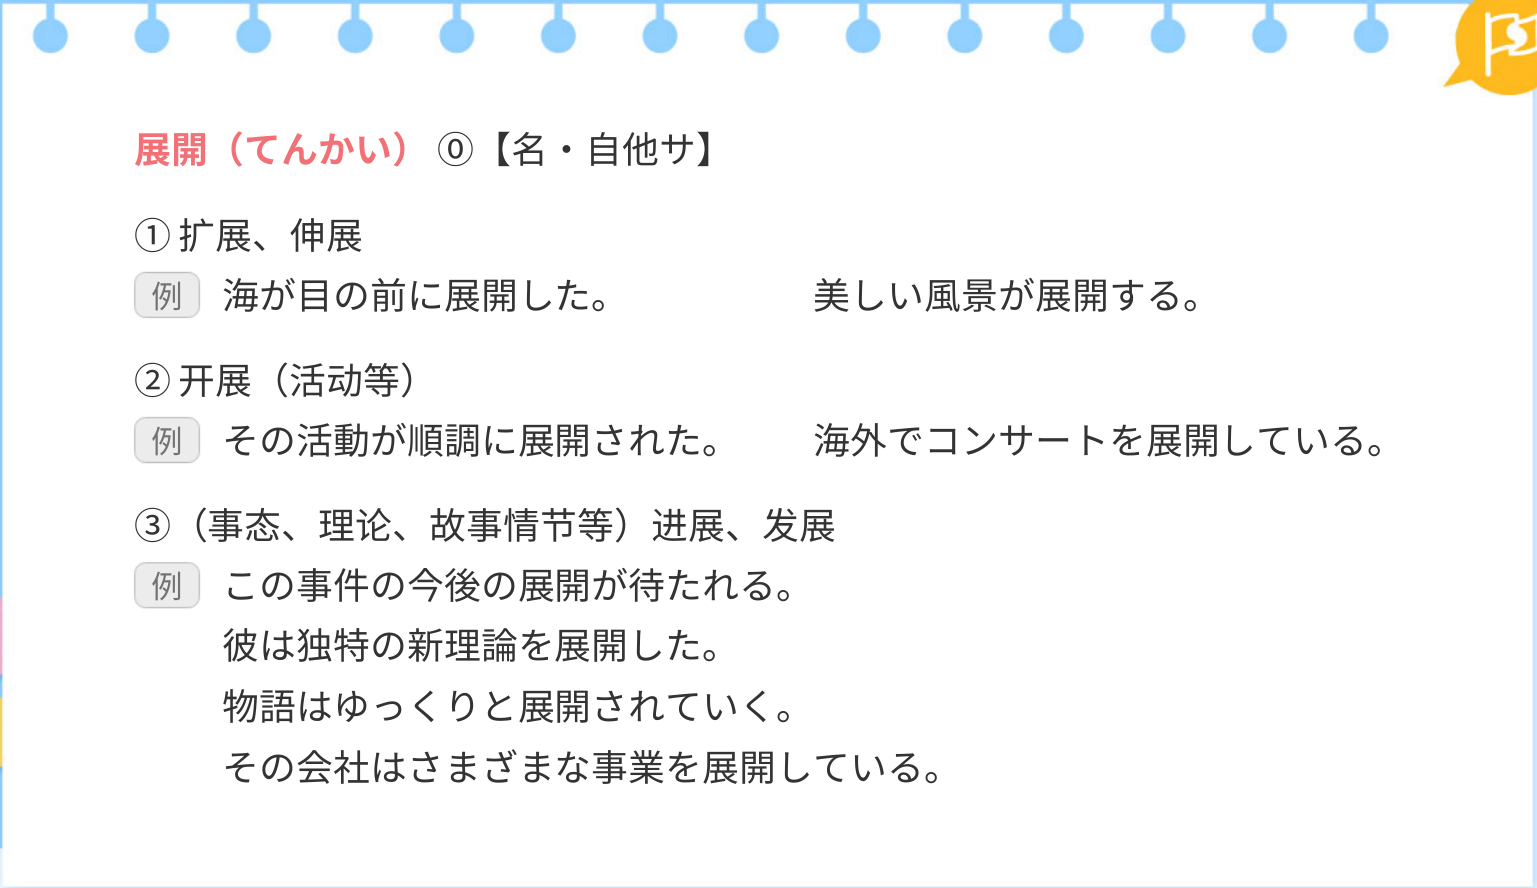 展開（てんかい） ⓪【名・自他サ】
① 扩展、伸展
例 海が目の前に展開した。 美しい風景が展開する。
② 开展（活动等）
例 その活動が順調に展開された。 海外でコンサートを展開している。
③（事态、理论、故事情节等）进展、发展
例 この事件の今後の展開が待たれる。
彼は独特の新理論を展開した。
物語はゆっくりと展開されていく。
その会社はさまざまな事業を展開している。